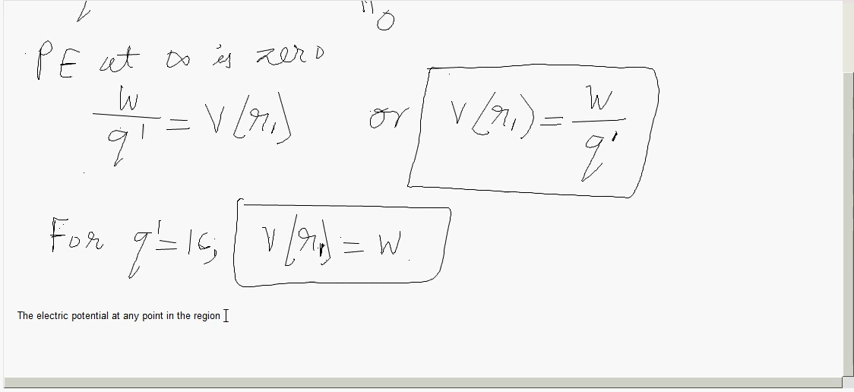 PE at ∞ is zero
W/q' = V(r₁) or V(r₁) = W/q'
For q' = 1C, V(r₁) = W.
The electric potential at any point in the region